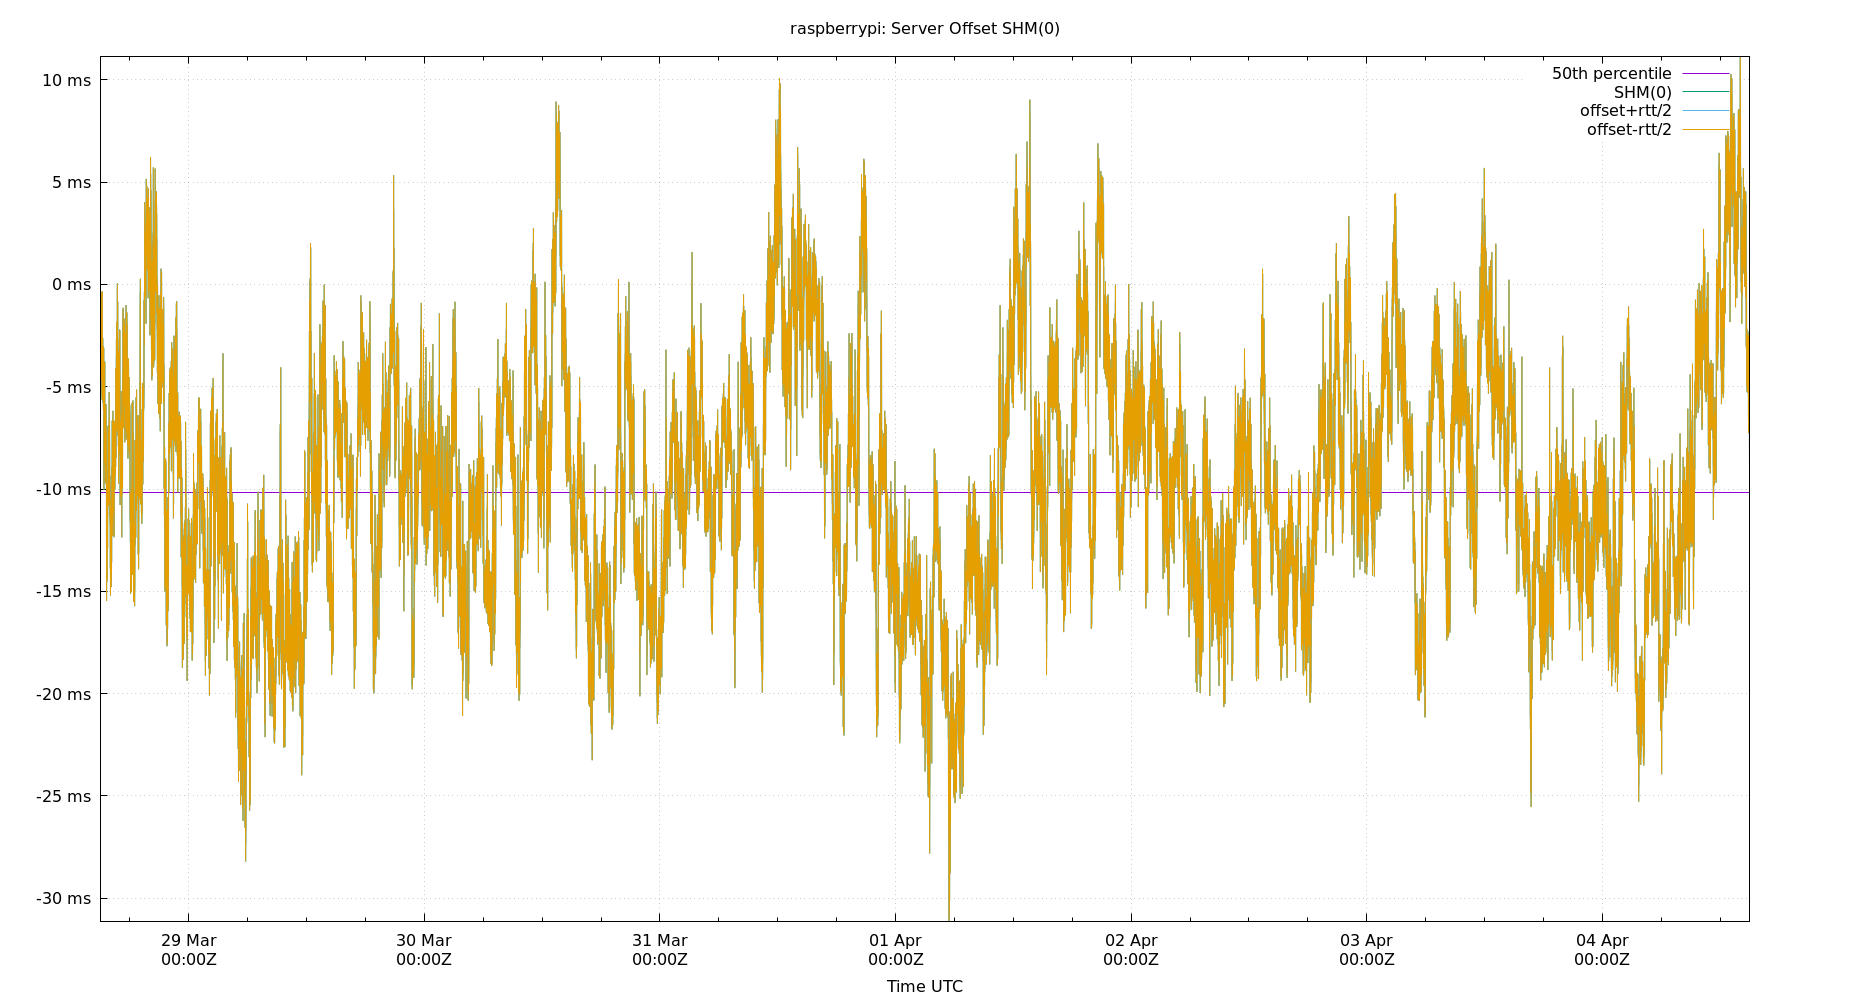 raspberrypi: Server Offset SHM(0)
50th percentile
SHM(0)
offset+rtt/2
offset-rtt/2
10 ms
5 ms
0 ms
-5 ms
-10 ms
-15 ms
-20 ms
-25 ms
-30 ms
29 Mar 30 Mar 31 Mar 01 Apr 02 Apr 03 Apr 04 Apr
00:00Z 00:00Z 00:00Z 00:00Z 00:00Z 00:00Z 00:00Z
Time UTC